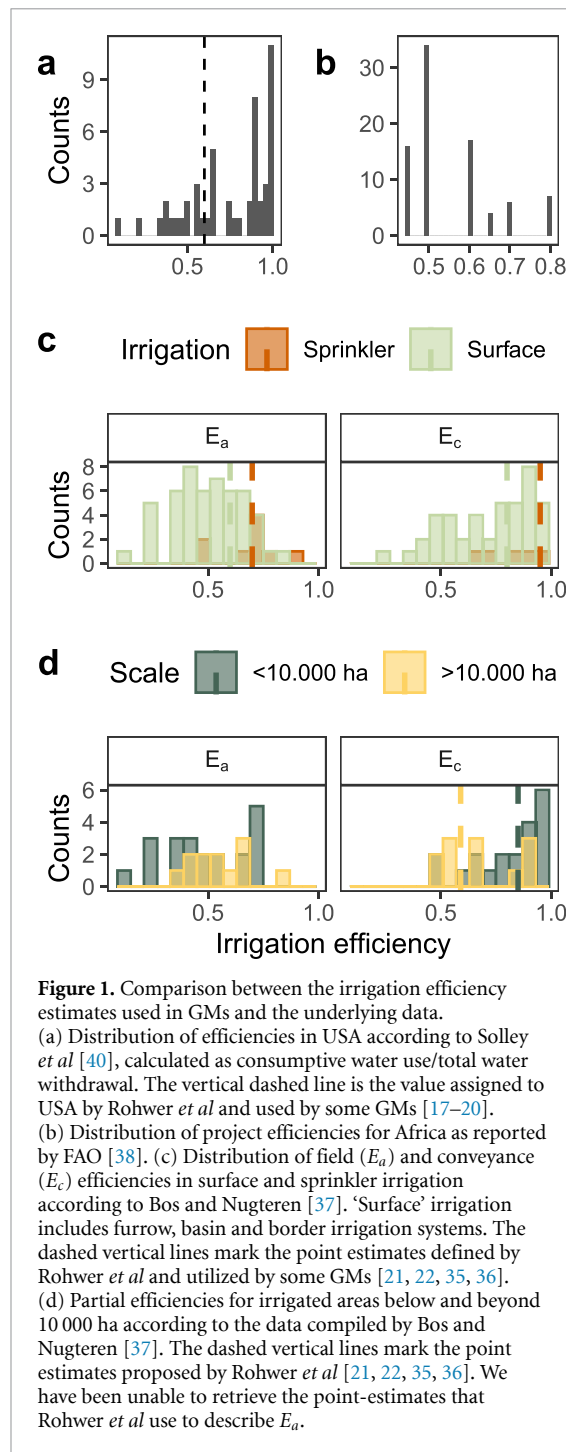 a
b
9
6
3
0
Counts
0.5 1.0
30
20
10
0
0.5 0.6 0.7 0.8
c
Irrigation Sprinkler Surface
E_a
E_c
8
6
4
2
0
Counts
0.5 1.0
0.5 1.0
d
Scale <10.000 ha >10.000 ha
E_a
E_c
6
4
2
0
Counts
0.5 1.0
0.5 1.0
Irrigation efficiency
Figure 1. Comparison between the irrigation efficiency
estimates used in GMs and the underlying data.
(a) Distribution of efficiencies in USA according to Solley
et al [40], calculated as consumptive water use/total water
withdrawal. The vertical dashed line is the value assigned to
USA by Rohwer et al and used by some GMs [17–20].
(b) Distribution of project efficiencies for Africa as reported
by FAO [38]. (c) Distribution of field (E_a) and conveyance
(E_c) efficiencies in surface and sprinkler irrigation
according to Bos and Nugteren [37]. ‘Surface’ irrigation
includes furrow, basin and border irrigation systems. The
dashed vertical lines mark the point estimates defined by
Rohwer et al and utilized by some GMs [21, 22, 35, 36].
(d) Partial efficiencies for irrigated areas below and beyond
10 000 ha according to the data compiled by Bos and
Nugteren [37]. The dashed vertical lines mark the point
estimates proposed by Rohwer et al [21, 22, 35, 36]. We
have been unable to retrieve the point-estimates that
Rohwer et al use to describe E_a.